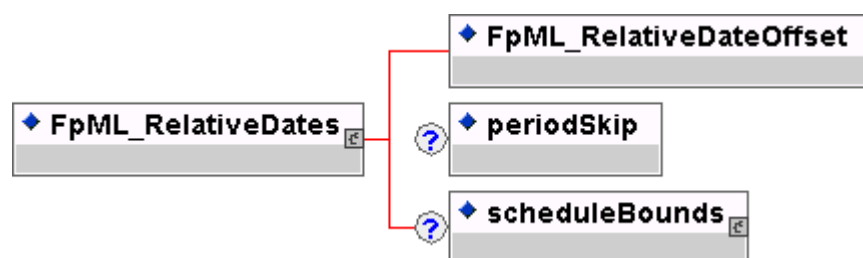 FpML_RelativeDateOffset
FpML_RelativeDates
? periodSkip
? scheduleBounds